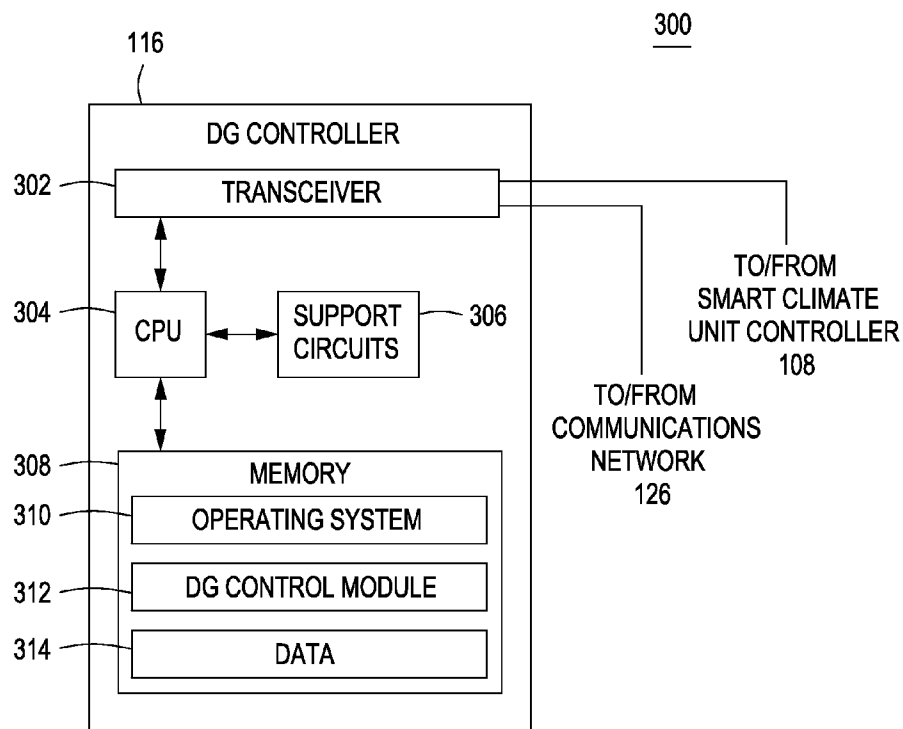 300
116
DG CONTROLLER
302
TRANSCEIVER
304
CPU
SUPPORT
CIRCUITS
306
TO/FROM
SMART CLIMATE
UNIT CONTROLLER
108
TO/FROM
COMMUNICATIONS
NETWORK
126
308
MEMORY
310
OPERATING SYSTEM
312
DG CONTROL MODULE
314
DATA